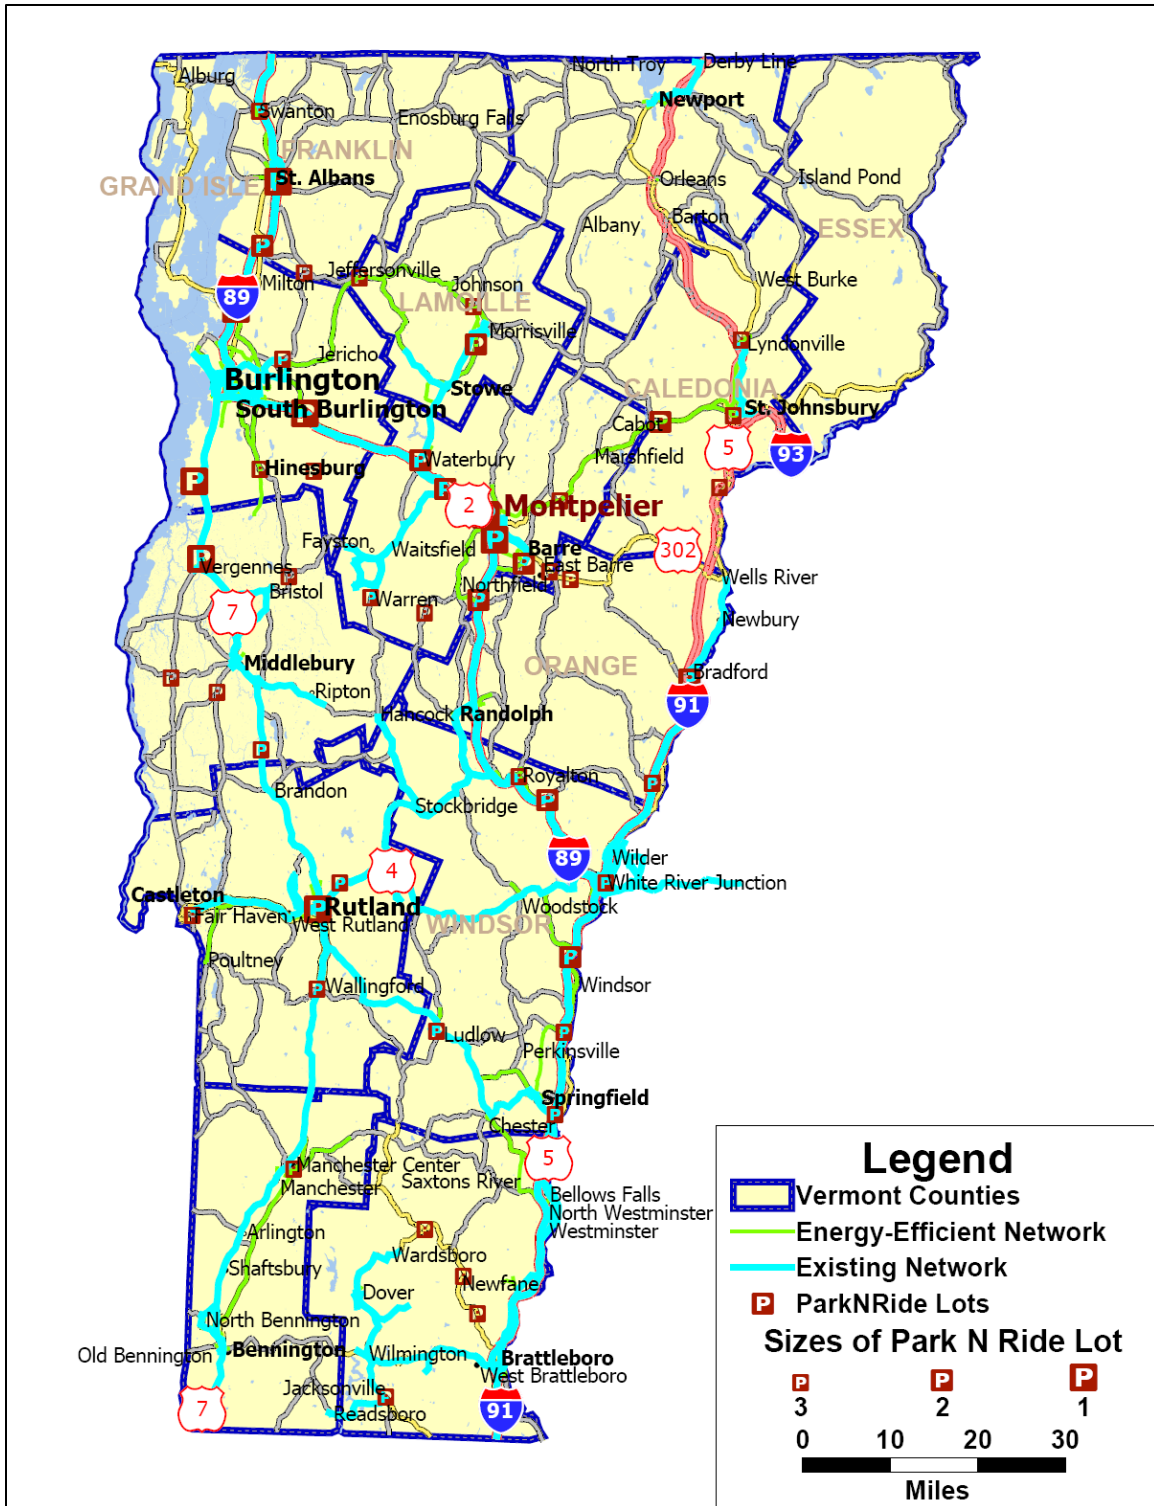 North Troy
Derby Line
Alburg
Newport
Swanton
Enosburg Falls
FRANKLIN
St. Albans
GRAND ISLE
Orleans
Island Pond
Barton
Albany
ESSEX
P
Jeffersonville
Milton
Johnson
West Burke
89
LAMOILLE
Morrisville
Lyndonville
Jericho
Burlington
Stowe
CALEDONIA
South Burlington
St. Johnsbury
Cabot
5
93
Marshfield
Waterbury
Hinesburg
2
Montpelier
Fayston
Waitsfield
Barre
302
East Barre
Vergennes
Wells River
Bristol
Northfield
Warren
7
Newbury
Middlebury
ORANGE
Bradford
Ripton
91
Hancock
Randolph
Royalton
Brandon
Stockbridge
89
Wilder
4
White River Junction
Castleton
Fair Haven
Rutland
Woodstock
West Rutland
WINDSOR
Poultney
Wallingford
Windsor
Ludlow
Perkinsville
Springfield
Chester
5
Manchester Center
Saxtons River
Manchester
Bellows Falls
North Westminster
Westminster
Arlington
Wardsboro
Shaftsbury
Newfane
Dover
North Bennington
Bennington
Old Bennington
Wilmington
Brattleboro
West Brattleboro
Jacksonville
7
Readsboro
91
Legend
Vermont Counties
Energy-Efficient Network
Existing Network
P ParkNRide Lots
Sizes of Park N Ride Lot
P P P
3 2 1
0 10 20 30
Miles